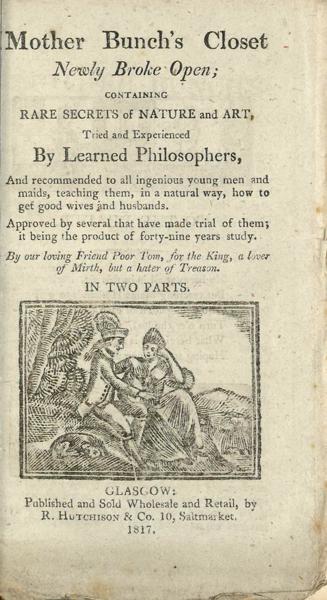 Mother Bunch's Closet
Newly Broke Open;
CONTAINING
RARE SECRETS of NATURE and ART,
Tried and Experienced
By Learned Philosophers,
And recommended to all ingenious young men and
maids, teaching them, in a natural way, how to
get good wives and husbands.
Approved by several that have made trial of them;
it being the product of forty-nine years study.
By our loving Friend Poor Tom, for the King, a lover
of Mirth, but a hater of Treason.
IN TWO PARTS.
GLASGOW:
Published and Sold Wholesale and Retail, by
R. HUTCHISON & Co. 10, Saltmarket.
1817.